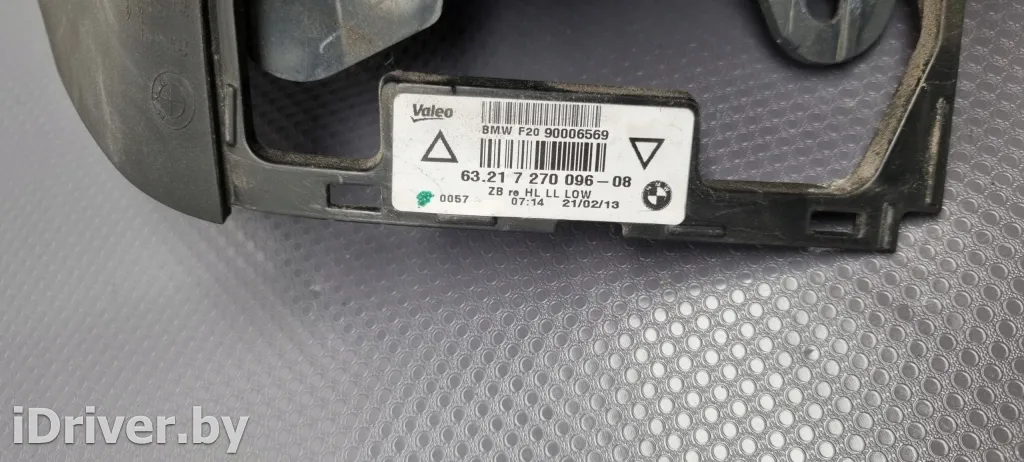 Valeo
BMW F20 90006569
63.21 7 270 096-08
ZB re HL LL LOW
0057 07:14 21/02/13
iDriver.by